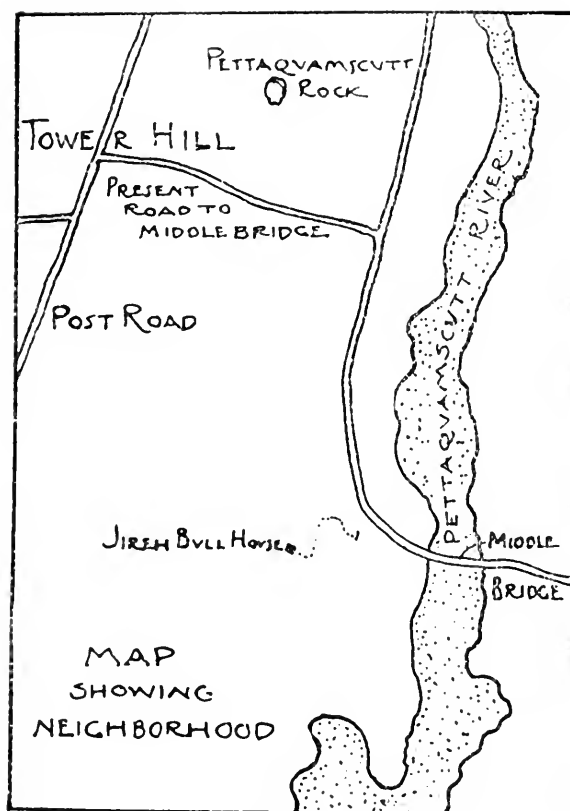 PETTAQUAMSCUTT
ROCK
TOWER HILL
PRESENT
ROAD TO
MIDDLE BRIDGE
POST ROAD
PETTAQUAMSCUTT RIVER
JIREH BULL HOUSE
MIDDLE
BRIDGE
MAP
SHOWING
NEIGHBORHOOD